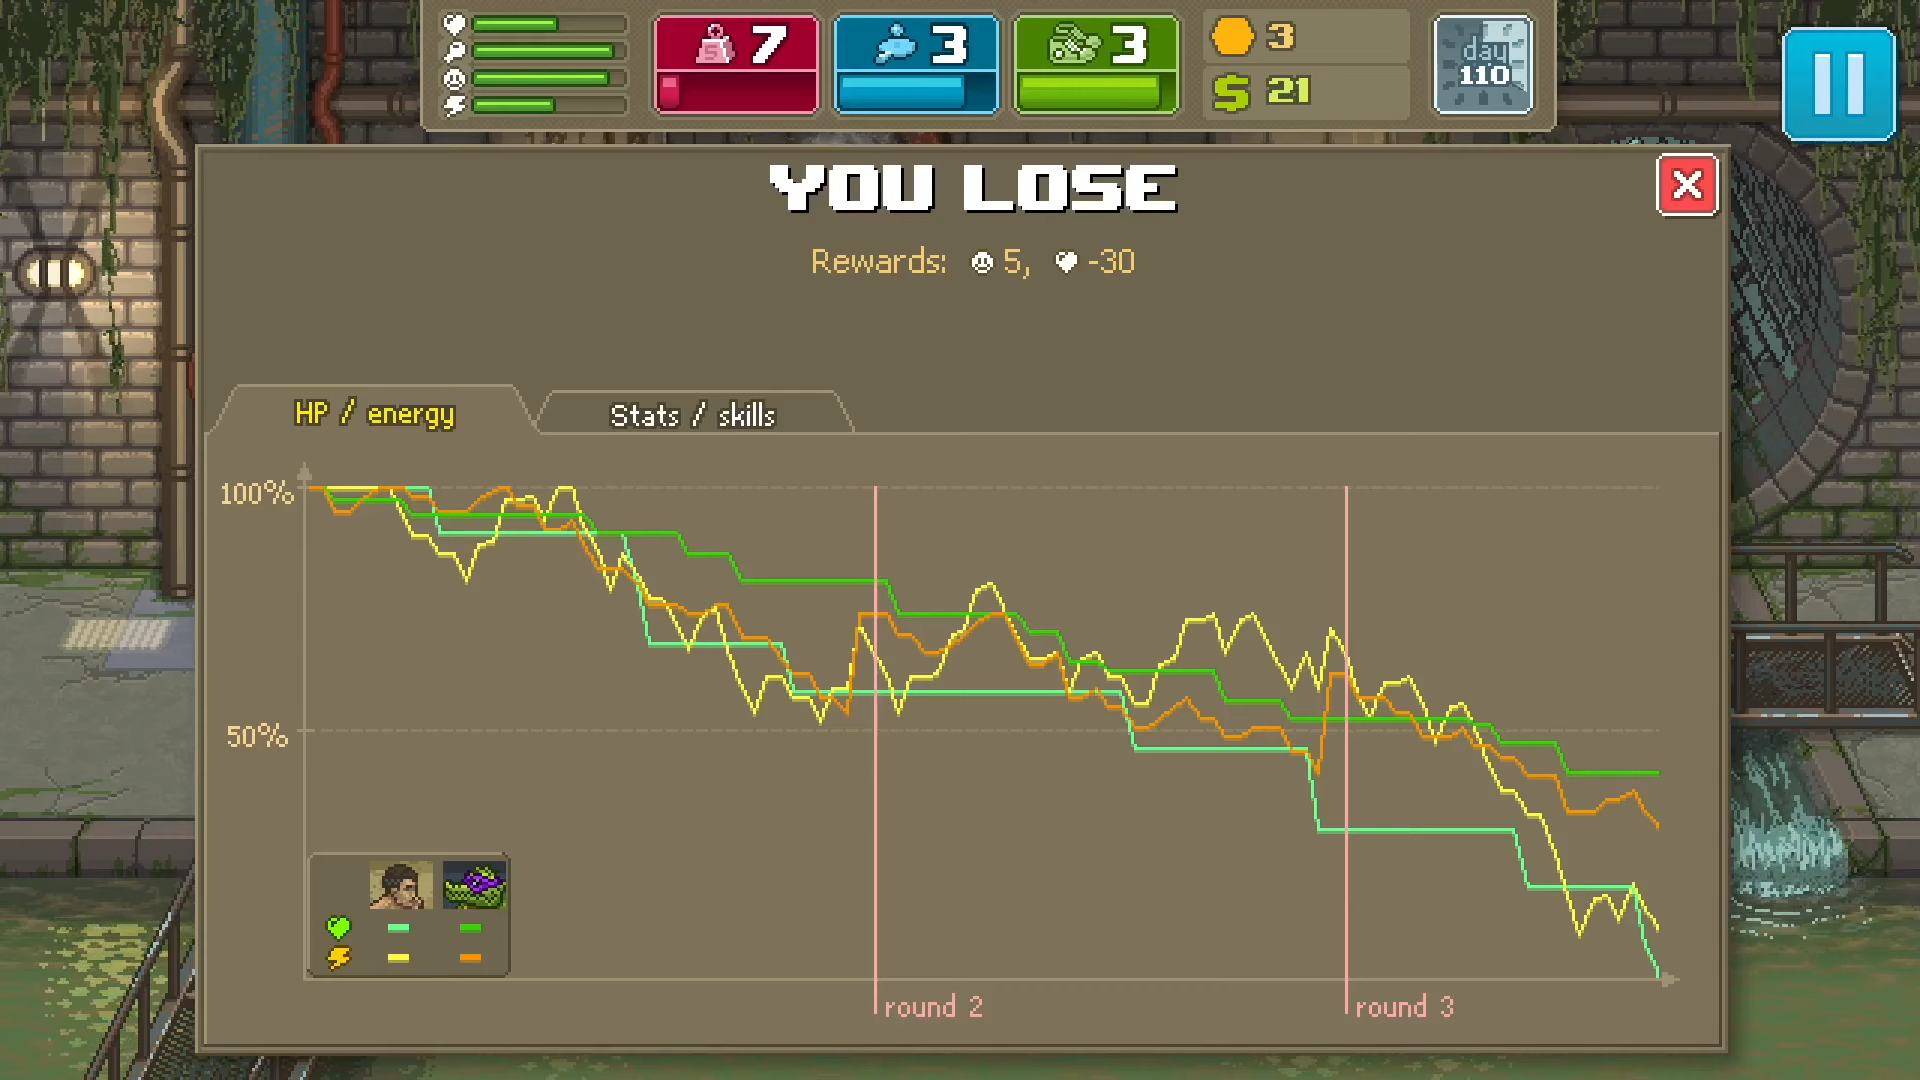 7
3
3
3
$ 21
day
110
YOU LOSE
Rewards: 5, -30
HP / energy
Stats / skills
100%
50%
round 2
round 3